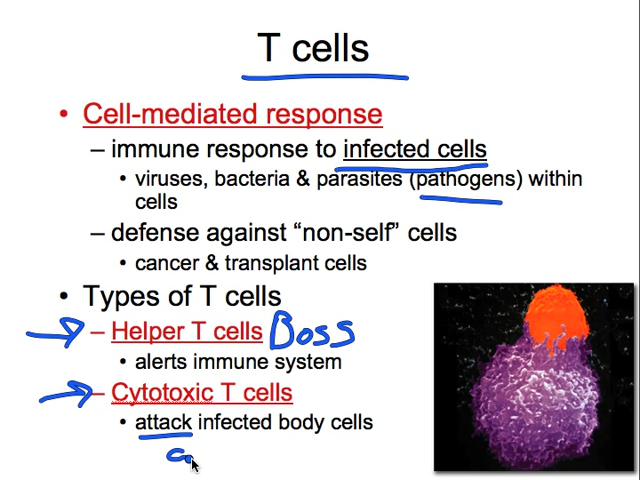 T cells
• Cell-mediated response
– immune response to infected cells
• viruses, bacteria & parasites (pathogens) within
cells
– defense against “non-self” cells
• cancer & transplant cells
• Types of T cells
– Helper T cells Boss
• alerts immune system
– Cytotoxic T cells
• attack infected body cells